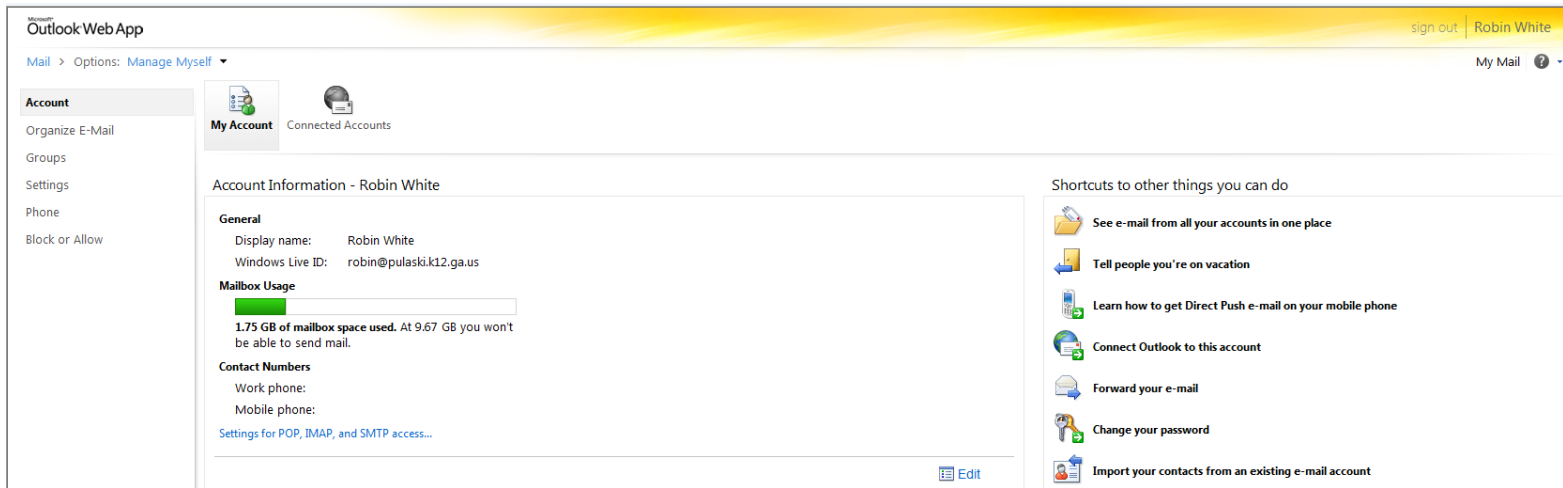 Microsoft®
Outlook Web App
sign out | Robin White
Mail > Options: Manage Myself
My Mail
Account
Organize E-Mail
Groups
Settings
Phone
Block or Allow
My Account
Connected Accounts
Account Information - Robin White
General
Display name: Robin White
Windows Live ID: robin@pulaski.k12.ga.us
Mailbox Usage
1.75 GB of mailbox space used. At 9.67 GB you won't
be able to send mail.
Contact Numbers
Work phone:
Mobile phone:
Settings for POP, IMAP, and SMTP access...
Edit
Shortcuts to other things you can do
See e-mail from all your accounts in one place
Tell people you're on vacation
Learn how to get Direct Push e-mail on your mobile phone
Connect Outlook to this account
Forward your e-mail
Change your password
Import your contacts from an existing e-mail account